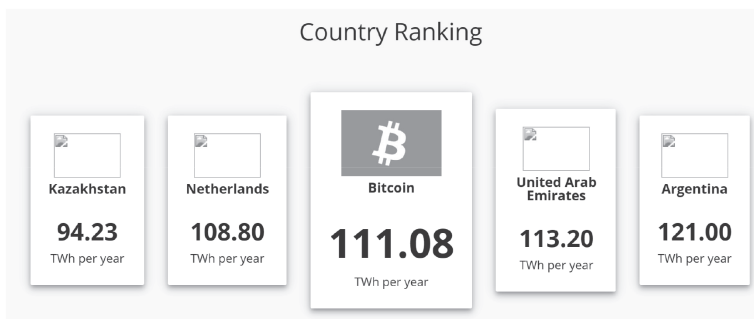 Country Ranking
Kazakhstan
94.23
TWh per year
Netherlands
108.80
TWh per year
Bitcoin
111.08
TWh per year
United Arab
Emirates
113.20
TWh per year
Argentina
121.00
TWh per year